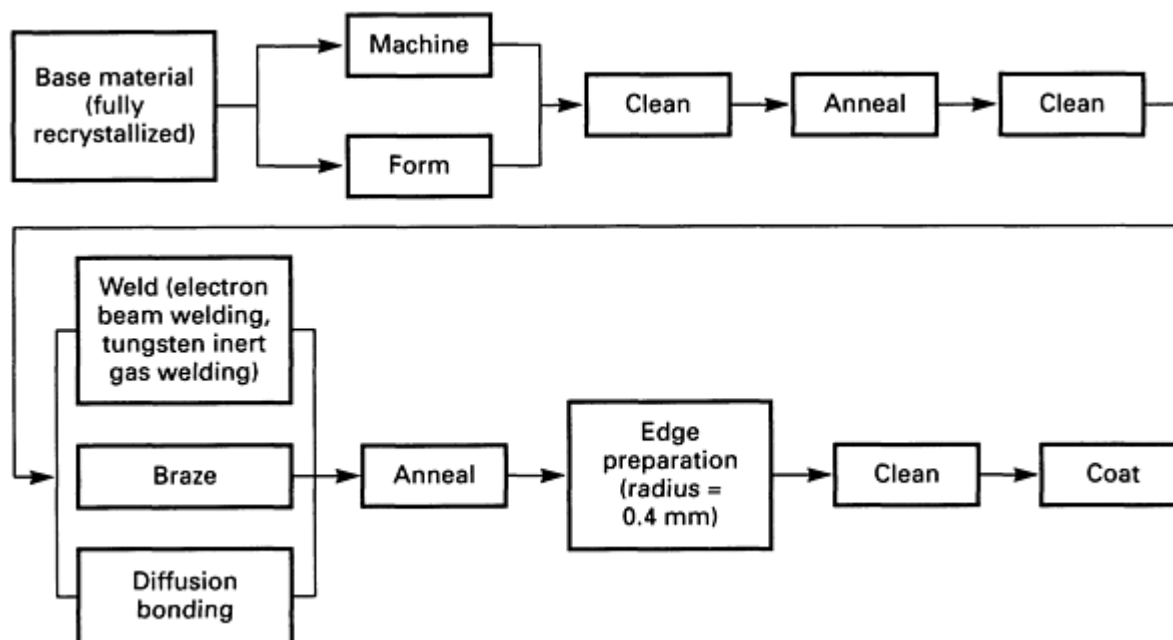 Base material
(fully
recrystallized)
Machine
Form
Clean
Anneal
Clean
Weld (electron
beam welding,
tungsten inert
gas welding)
Braze
Diffusion
bonding
Anneal
Edge
preparation
(radius =
0.4 mm)
Clean
Coat